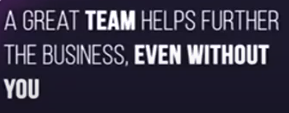 A GREAT TEAM HELPS FURTHER
THE BUSINESS, EVEN WITHOUT
YOU